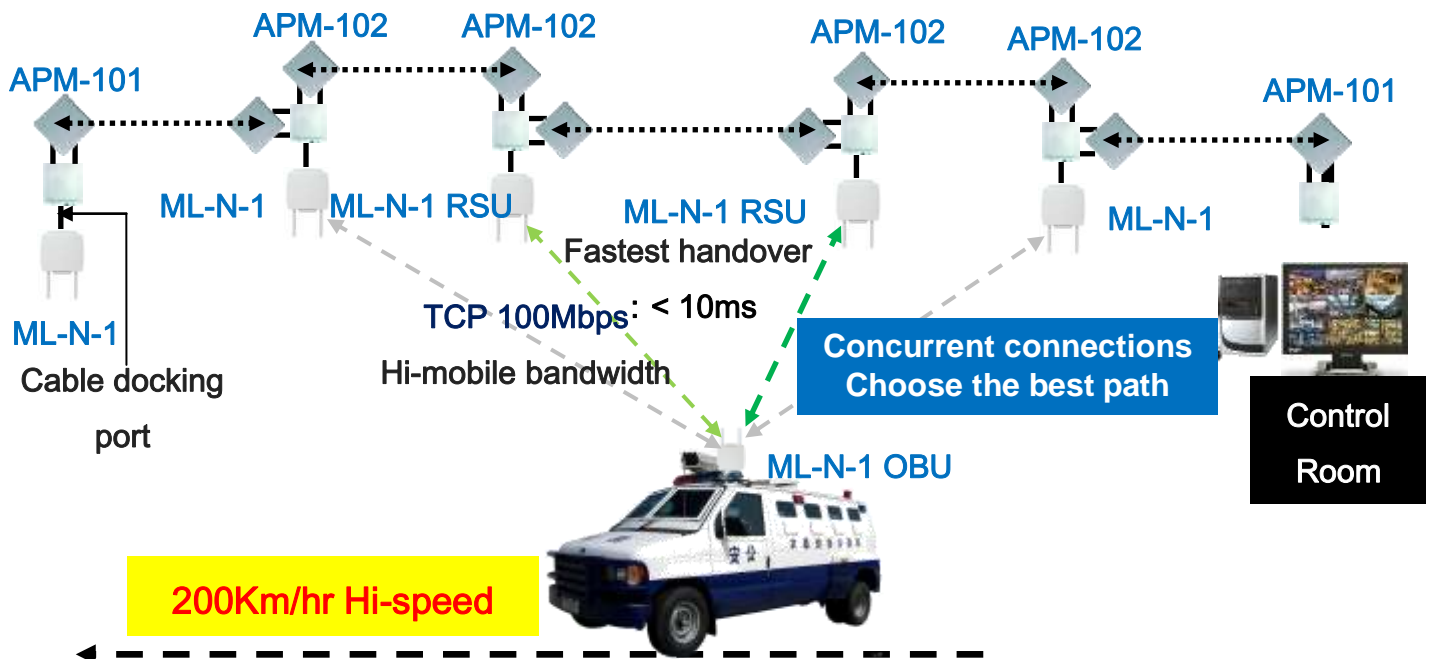 APM-102
APM-102
APM-102
APM-102
APM-101
APM-101
ML-N-1
ML-N-1 RSU
ML-N-1 RSU
ML-N-1
Fastest handover
: < 10ms
TCP 100Mbps
Hi-mobile bandwidth
ML-N-1
Cable docking
port
Concurrent connections
Choose the best path
Control
Room
ML-N-1 OBU
安公
200Km/hr Hi-speed